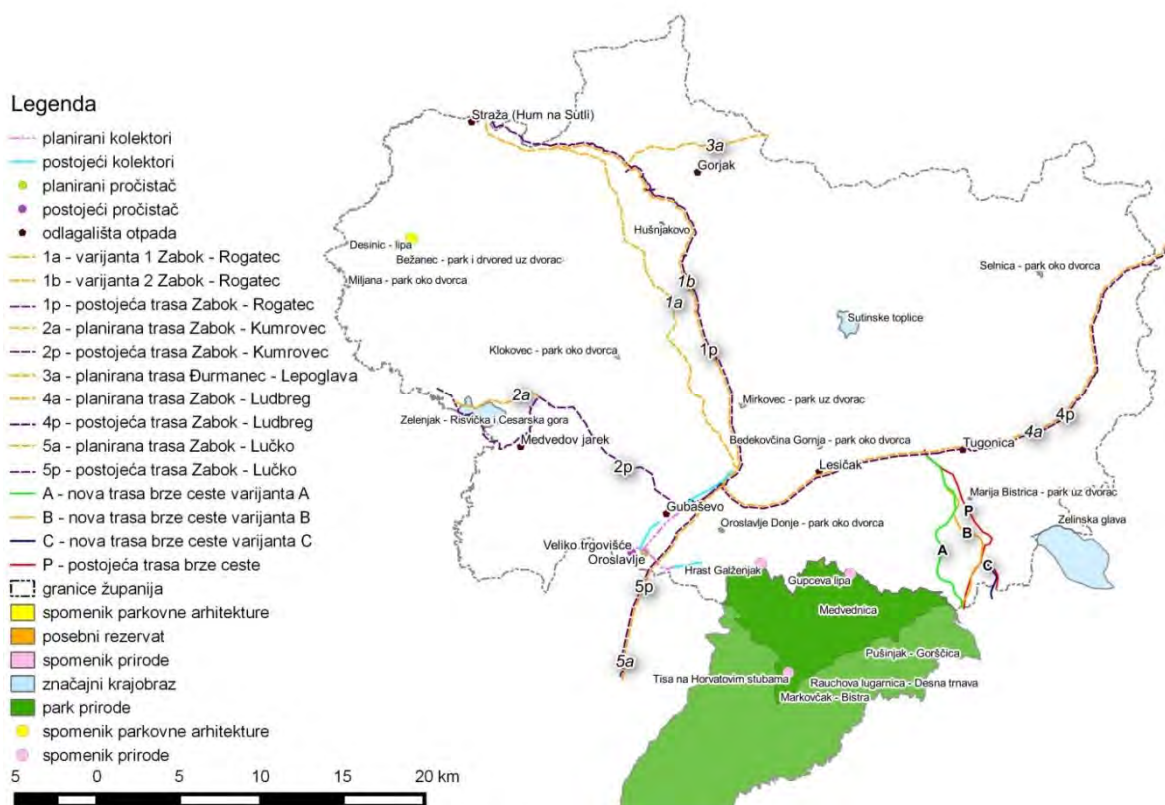 Legenda
planirani kolektori
postojeći kolektori
planirani pročistač
postojeći pročistač
odlagališta otpada
1a - varijanta 1 Zabok - Rogatec
1b - varijanta 2 Zabok - Rogatec
1p - postojeća trasa Zabok - Rogatec
2a - planirana trasa Zabok - Kumrovec
2p - postojeća trasa Zabok - Kumrovec
3a - planirana trasa Đurmanec - Lepoglava
4a - planirana trasa Zabok - Ludbreg
4p - postojeća trasa Zabok - Ludbreg
5a - planirana trasa Zabok - Lučko
5p - postojeća trasa Zabok - Lučko
A - nova trasa brze ceste varijanta A
B - nova trasa brze ceste varijanta B
C - nova trasa brze ceste varijanta C
P - postojeća trasa brze ceste
granice županija
spomenik parkovne arhitekture
posebni rezervat
spomenik prirode
značajni krajobraz
park prirode
spomenik parkovne arhitekture
spomenik prirode
5 0 5 10 15 20 km
Straža (Hum na Sutli)
3a
Gorjak
Hušnjakovo
Desinic - lipa
Bežanec - park i drvored uz dvorac
Miljana - park oko dvorca
Selnica - park oko dvorca
1b
1a
Sutinske toplice
1p
Klokovec - park oko dvorca
2a
Mirkovec - park uz dvorac
Zelenjak - Risvička i Cesarska gora
Medvedov jarek
Bedekovčina Gornja - park oko dvorca
4p
4a
Tugonica
2p
Lesičak
Marija Bistrica - park uz dvorac
Gubaševo
Oroslavje Donje - park oko dvorca
P
Zelinska glava
B
A
C
Veliko trgovišće
Oroslavlje
Hrast Galženjak
Gupceva lipa
5p
Medvednica
Pušinjak - Gorščica
5a
Tisa na Horvatovim stubama
Rauchova lugarnica - Desna trnava
Markovčak - Bistra